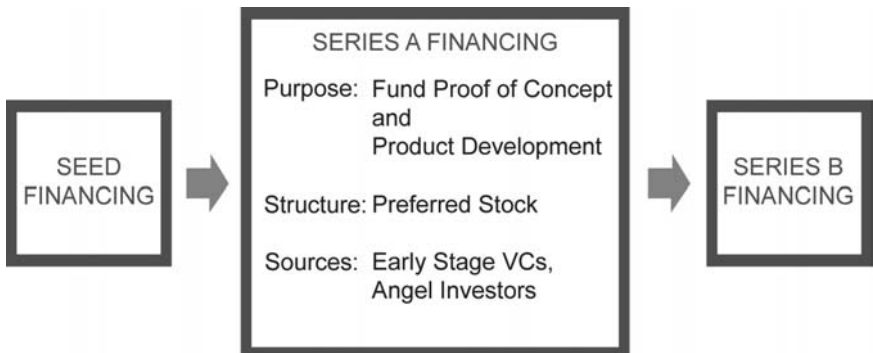 SEED
FINANCING
SERIES A FINANCING
Purpose: Fund Proof of Concept
and
Product Development
Structure: Preferred Stock
Sources: Early Stage VCs,
Angel Investors
SERIES B
FINANCING